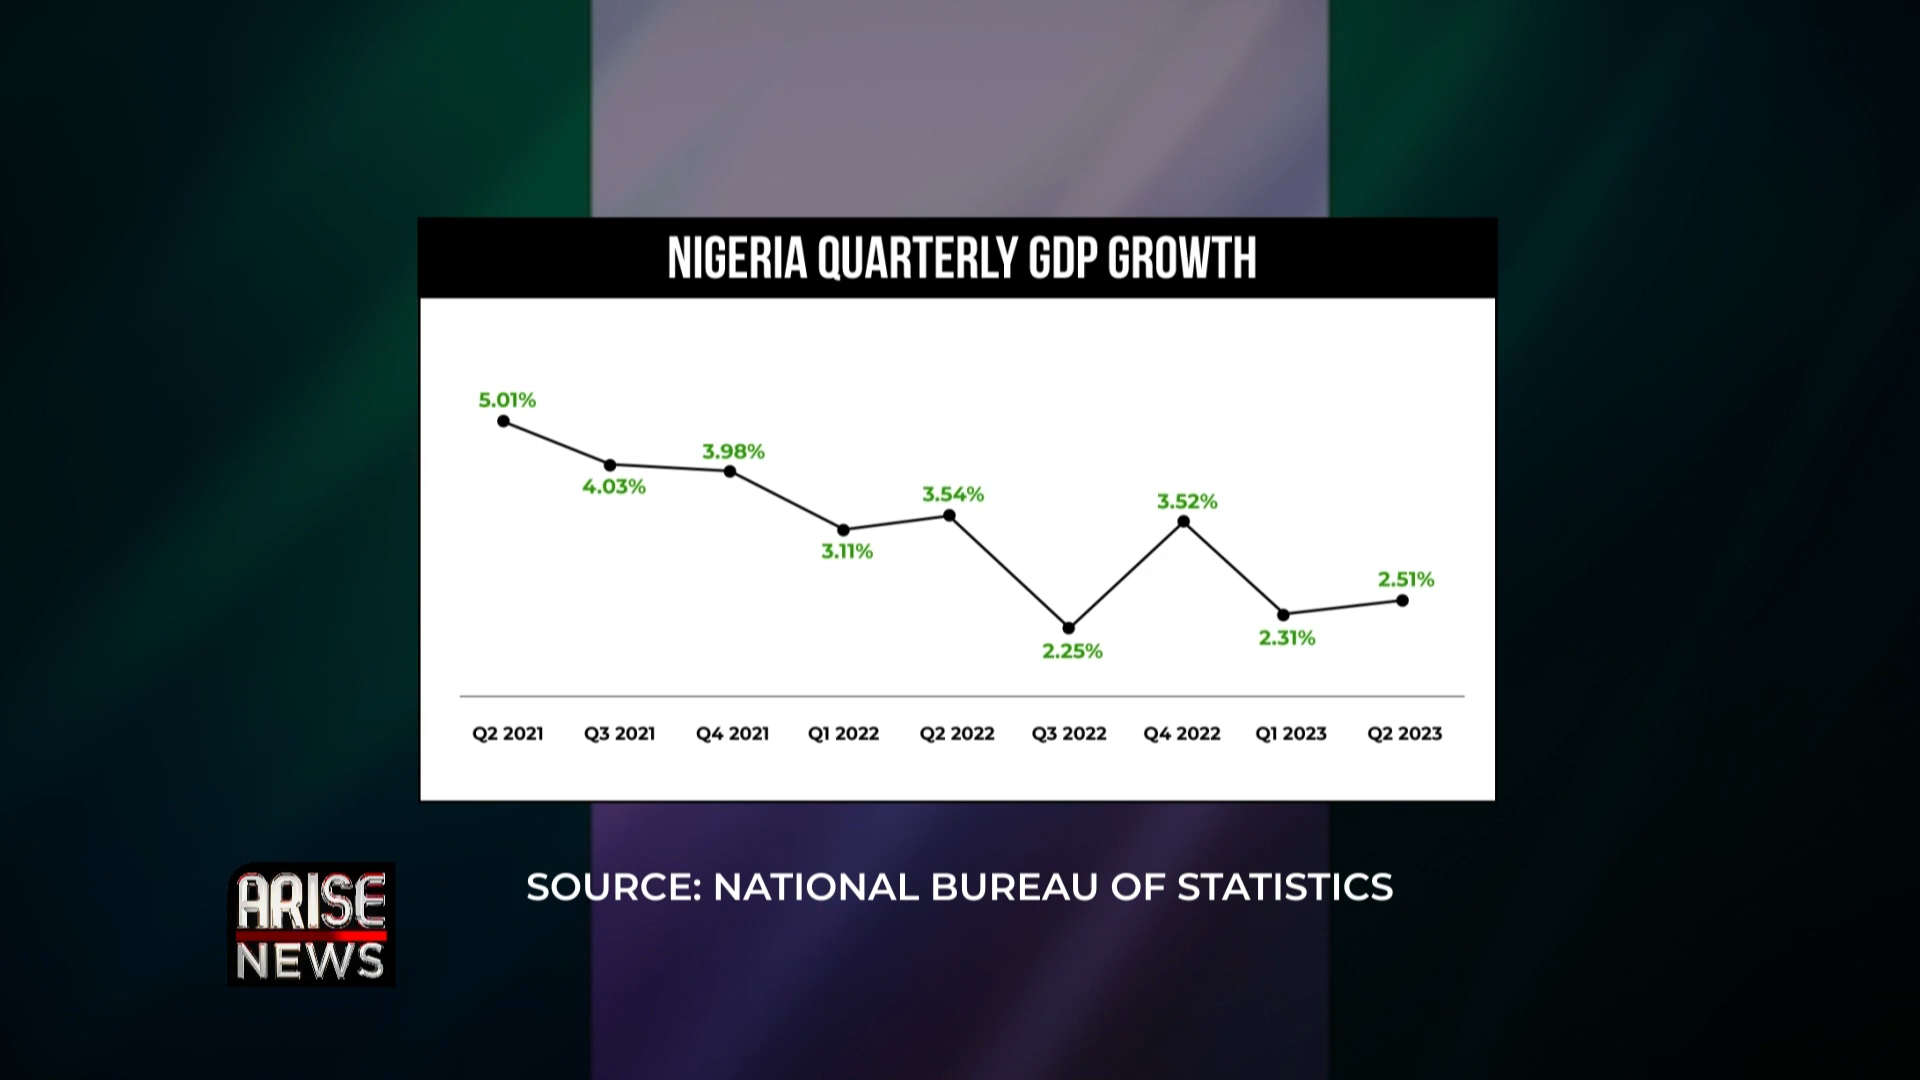 NIGERIA QUARTERLY GDP GROWTH
5.01%
4.03%
3.98%
3.11%
3.54%
2.25%
3.52%
2.31%
2.51%
Q2 2021 Q3 2021 Q4 2021 Q1 2022 Q2 2022 Q3 2022 Q4 2022 Q1 2023 Q2 2023
SOURCE: NATIONAL BUREAU OF STATISTICS
ARISE
NEWS